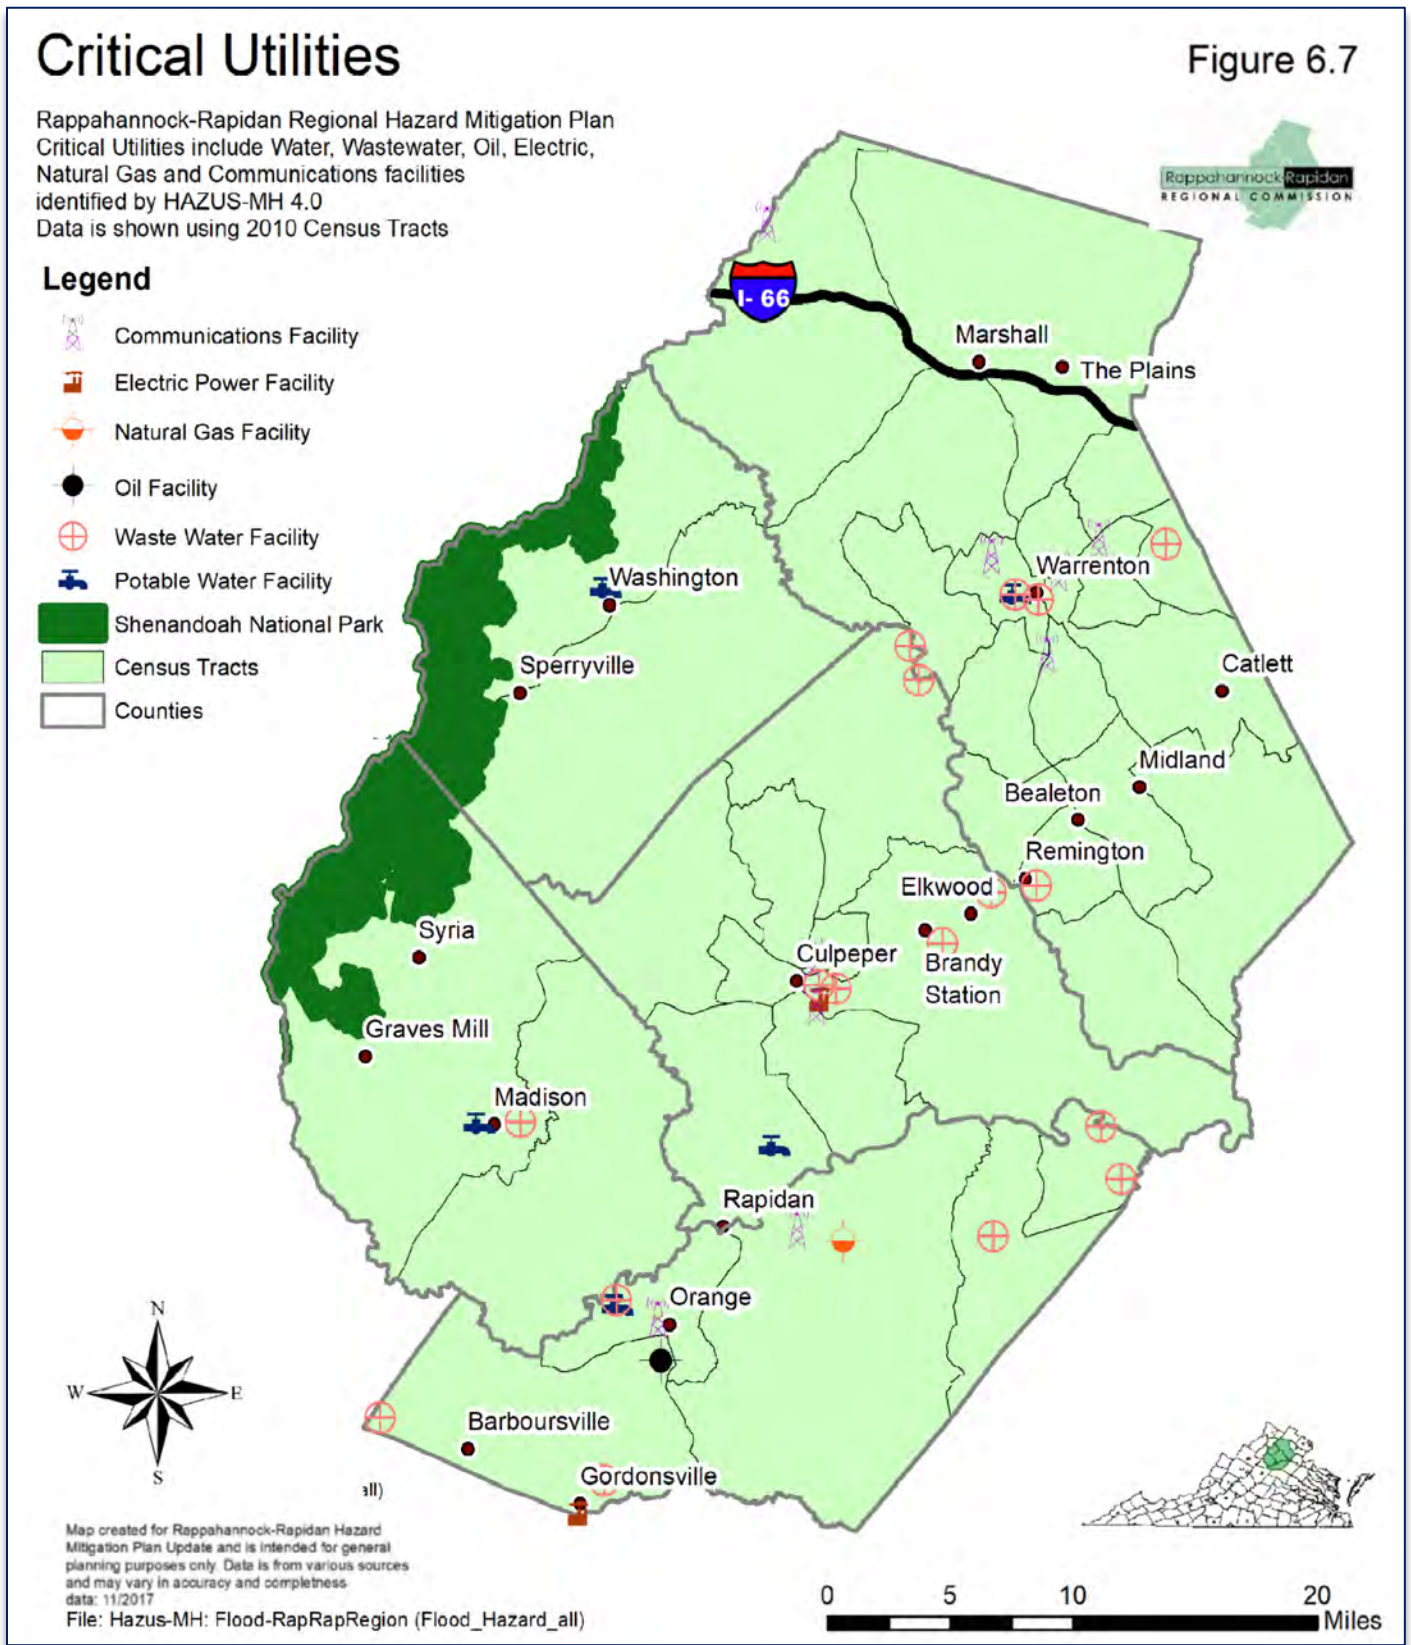 Critical Utilities
Figure 6.7
Rappahannock-Rapidan Regional Hazard Mitigation Plan
Critical Utilities include Water, Wastewater, Oil, Electric,
Natural Gas and Communications facilities
identified by HAZUS-MH 4.0
Data is shown using 2010 Census Tracts
Rappahannock-Rapidan
REGIONAL COMMISSION
Legend
Communications Facility
Electric Power Facility
Natural Gas Facility
Oil Facility
Waste Water Facility
Potable Water Facility
Shenandoah National Park
Census Tracts
Counties
I- 66
Marshall
The Plains
Warrenton
Washington
Sperryville
Catlett
Midland
Bealeton
Remington
Elkwood
Culpeper
Brandy
Station
Syria
Graves Mill
Madison
Rapidan
Orange
Barboursville
Gordonsville
N
W
E
S
all)
Map created for Rappahannock-Rapidan Hazard
Mitigation Plan Update and is intended for general
planning purposes only. Data is from various sources
and may vary in accuracy and completness
data: 11/2017
File: Hazus-MH: Flood-RapRapRegion (Flood_Hazard_all)
0 5 10 20
Miles